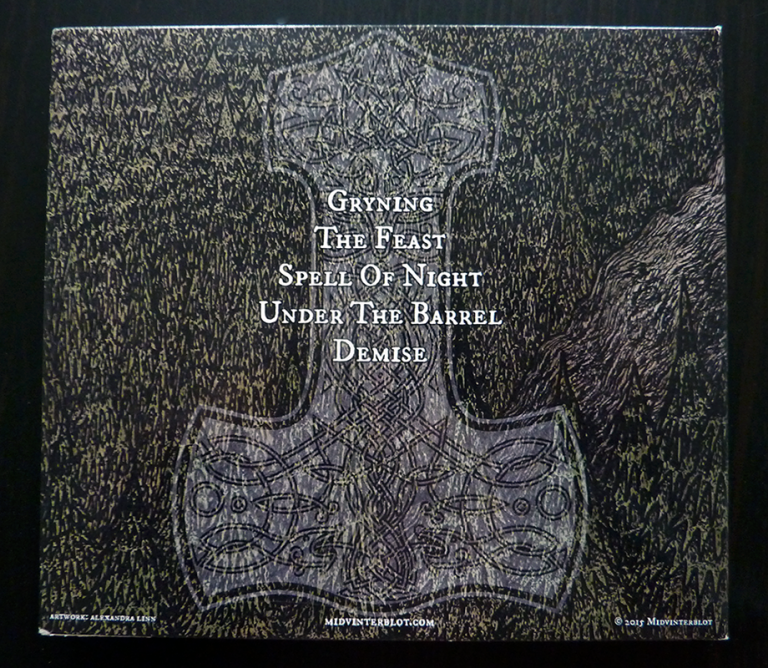 Gryning
The Feast
Spell Of Night
Under The Barrel
Demise
Artwork: Alexandra Linn
midvinterblot.com
© 2015 Midvinterblot